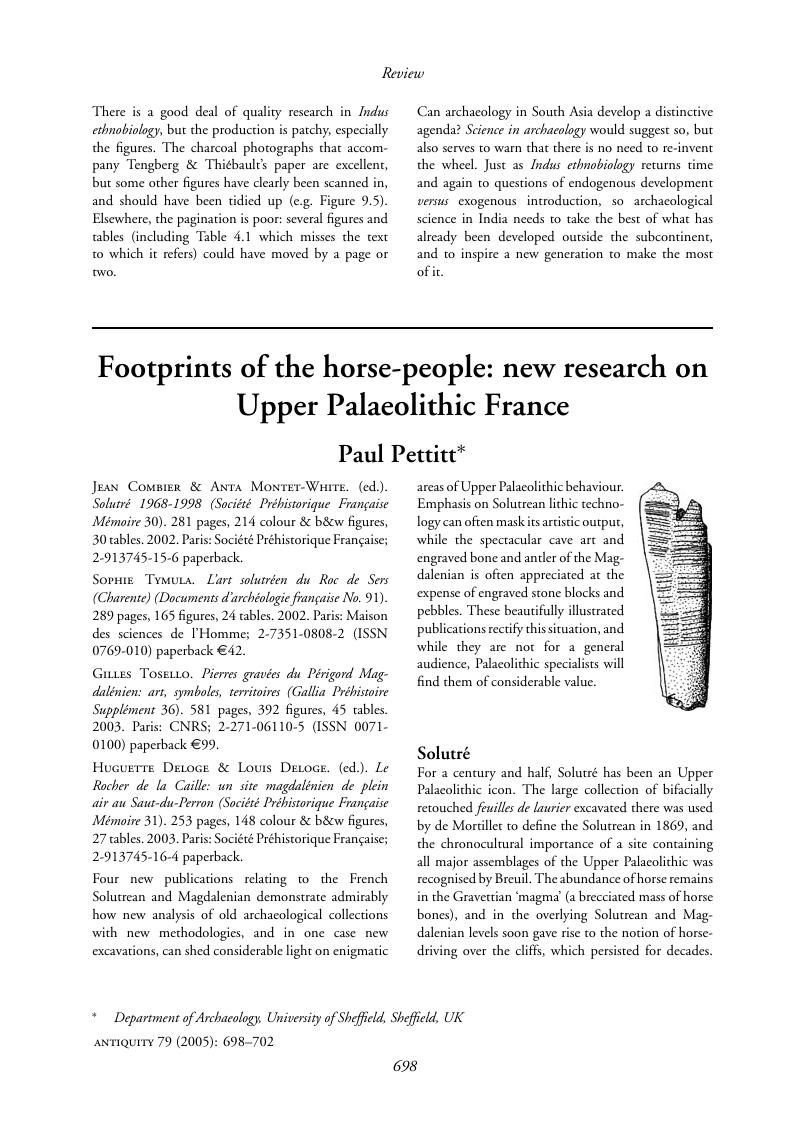 Review
There is a good deal of quality research in Indus
ethnobiology, but the production is patchy, especially
the figures. The charcoal photographs that accom-
pany Tengberg & Thiébault's paper are excellent,
but some other figures have clearly been scanned in,
and should have been tidied up (e.g. Figure 9.5).
Elsewhere, the pagination is poor: several figures and
tables (including Table 4.1 which misses the text
to which it refers) could have moved by a page or
two.
Can archaeology in South Asia develop a distinctive
agenda? Science in archaeology would suggest so, but
also serves to warn that there is no need to re-invent
the wheel. Just as Indus ethnobiology returns time
and again to questions of endogenous development
versus exogenous introduction, so archaeological
science in India needs to take the best of what has
already been developed outside the subcontinent,
and to inspire a new generation to make the most
of it.
Footprints of the horse-people: new research on
Upper Palaeolithic France
Paul Pettitt*
JEAN COMBIER & ANTA MONTET-WHITE. (ed.).
Solutré 1968-1998 (Société Préhistorique Française
Mémoire 30). 281 pages, 214 colour & b&w figures,
30 tables. 2002. Paris: Société Préhistorique Française;
2-913745-15-6 paperback.
SOPHIE TYMULA. L'art solutréen du Roc de Sers
(Charente) (Documents d'archéologie française No. 91).
289 pages, 165 figures, 24 tables. 2002. Paris: Maison
des sciences de l'Homme; 2-7351-0808-2 (ISSN
0769-010) paperback €42.
GILLES TOSELLO. Pierres gravées du Périgord Mag-
dalénien: art, symboles, territoires (Gallia Préhistoire
Supplément 36). 581 pages, 392 figures, 45 tables.
2003. Paris: CNRS; 2-271-06110-5 (ISSN 0071-
0100) paperback €99.
HUGUETTE DELOGE & LOUIS DELOGE. (ed.). Le
Rocher de la Caille: un site magdalénien de plein
air au Saut-du-Perron (Société Préhistorique Française
Mémoire 31). 253 pages, 148 colour & b&w figures,
27 tables. 2003. Paris: Société Préhistorique Française;
2-913745-16-4 paperback.
Four new publications relating to the French
Solutrean and Magdalenian demonstrate admirably
how new analysis of old archaeological collections
with new methodologies, and in one case new
excavations, can shed considerable light on enigmatic
areas of Upper Palaeolithic behaviour.
Emphasis on Solutrean lithic techno-
logy can often mask its artistic output,
while the spectacular cave art and
engraved bone and antler of the Mag-
dalenian is often appreciated at the
expense of engraved stone blocks and
pebbles. These beautifully illustrated
publications rectify this situation, and
while they are not for a general
audience, Palaeolithic specialists will
find them of considerable value.
Solutré
For a century and half, Solutré has been an Upper
Palaeolithic icon. The large collection of bifacially
retouched feuilles de laurier excavated there was used
by de Mortillet to define the Solutrean in 1869, and
the chronocultural importance of a site containing
all major assemblages of the Upper Palaeolithic was
recognised by Breuil. The abundance of horse remains
in the Gravettian 'magma' (a brecciated mass of horse
bones), and in the overlying Solutrean and Mag-
dalenian levels soon gave rise to the notion of horse-
driving over the cliffs, which persisted for decades.
* Department of Archaeology, University of Sheffield, Sheffield, UK
ANTIQUITY 79 (2005): 698–702
698